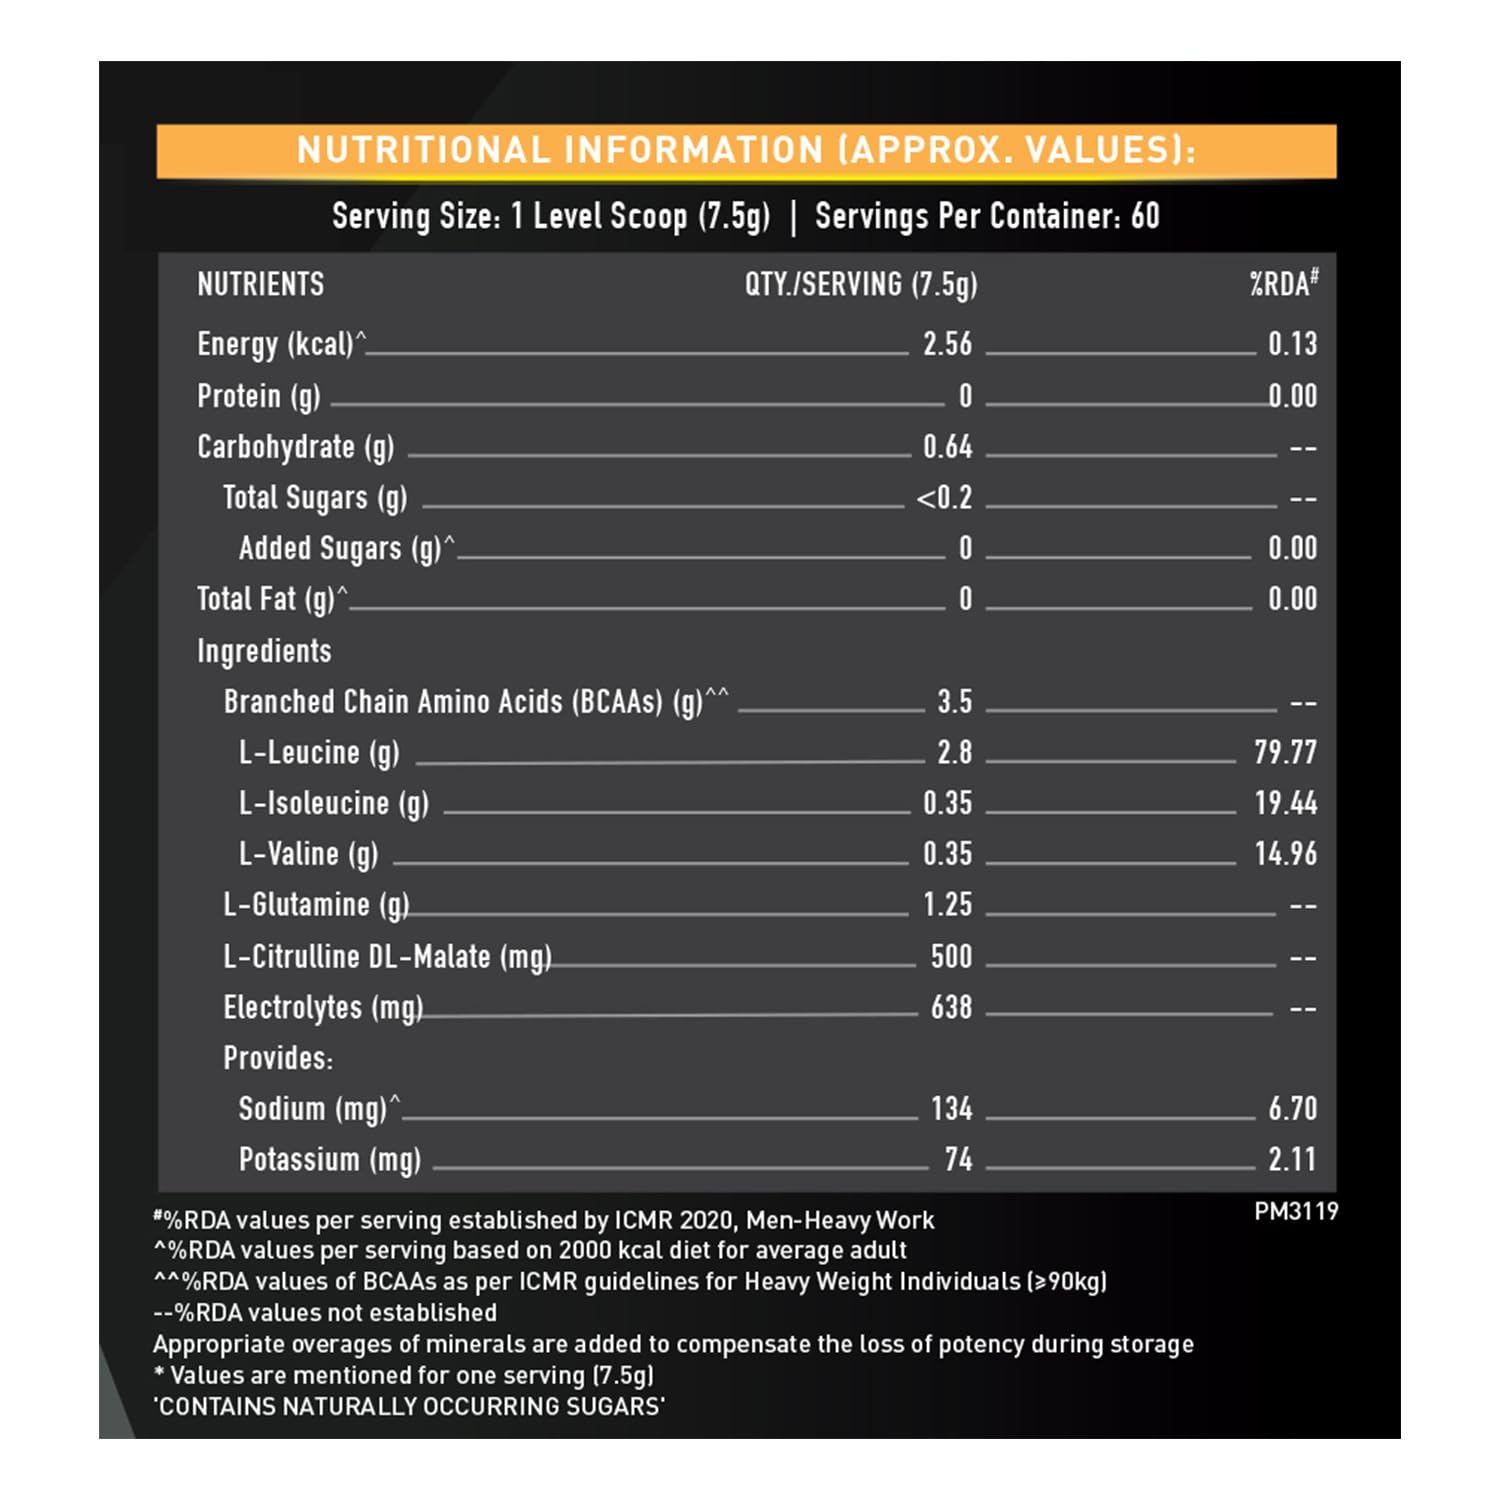 NUTRITIONAL INFORMATION (APPROX. VALUES):
Serving Size: 1 Level Scoop (7.5g) | Servings Per Container: 60
NUTRIENTS QTY./SERVING (7.5g) %RDA#
Energy (kcal)^ 2.56 0.13
Protein (g) 0 0.00
Carbohydrate (g) 0.64 --
Total Sugars (g) <0.2 --
Added Sugars (g)^ 0 0.00
Total Fat (g)^ 0 0.00
Ingredients
Branched Chain Amino Acids (BCAAs) (g)^^ 3.5 --
L-Leucine (g) 2.8 79.77
L-Isoleucine (g) 0.35 19.44
L-Valine (g) 0.35 14.96
L-Glutamine (g) 1.25 --
L-Citrulline DL-Malate (mg) 500 --
Electrolytes (mg) 638 --
Provides:
Sodium (mg)^ 134 6.70
Potassium (mg) 74 2.11
#%RDA values per serving established by ICMR 2020, Men-Heavy Work PM3119
^%RDA values per serving based on 2000 kcal diet for average adult
^^%RDA values of BCAAs as per ICMR guidelines for Heavy Weight Individuals (≥90kg)
--%RDA values not established
Appropriate overages of minerals are added to compensate the loss of potency during storage
* Values are mentioned for one serving (7.5g)
'CONTAINS NATURALLY OCCURRING SUGARS'